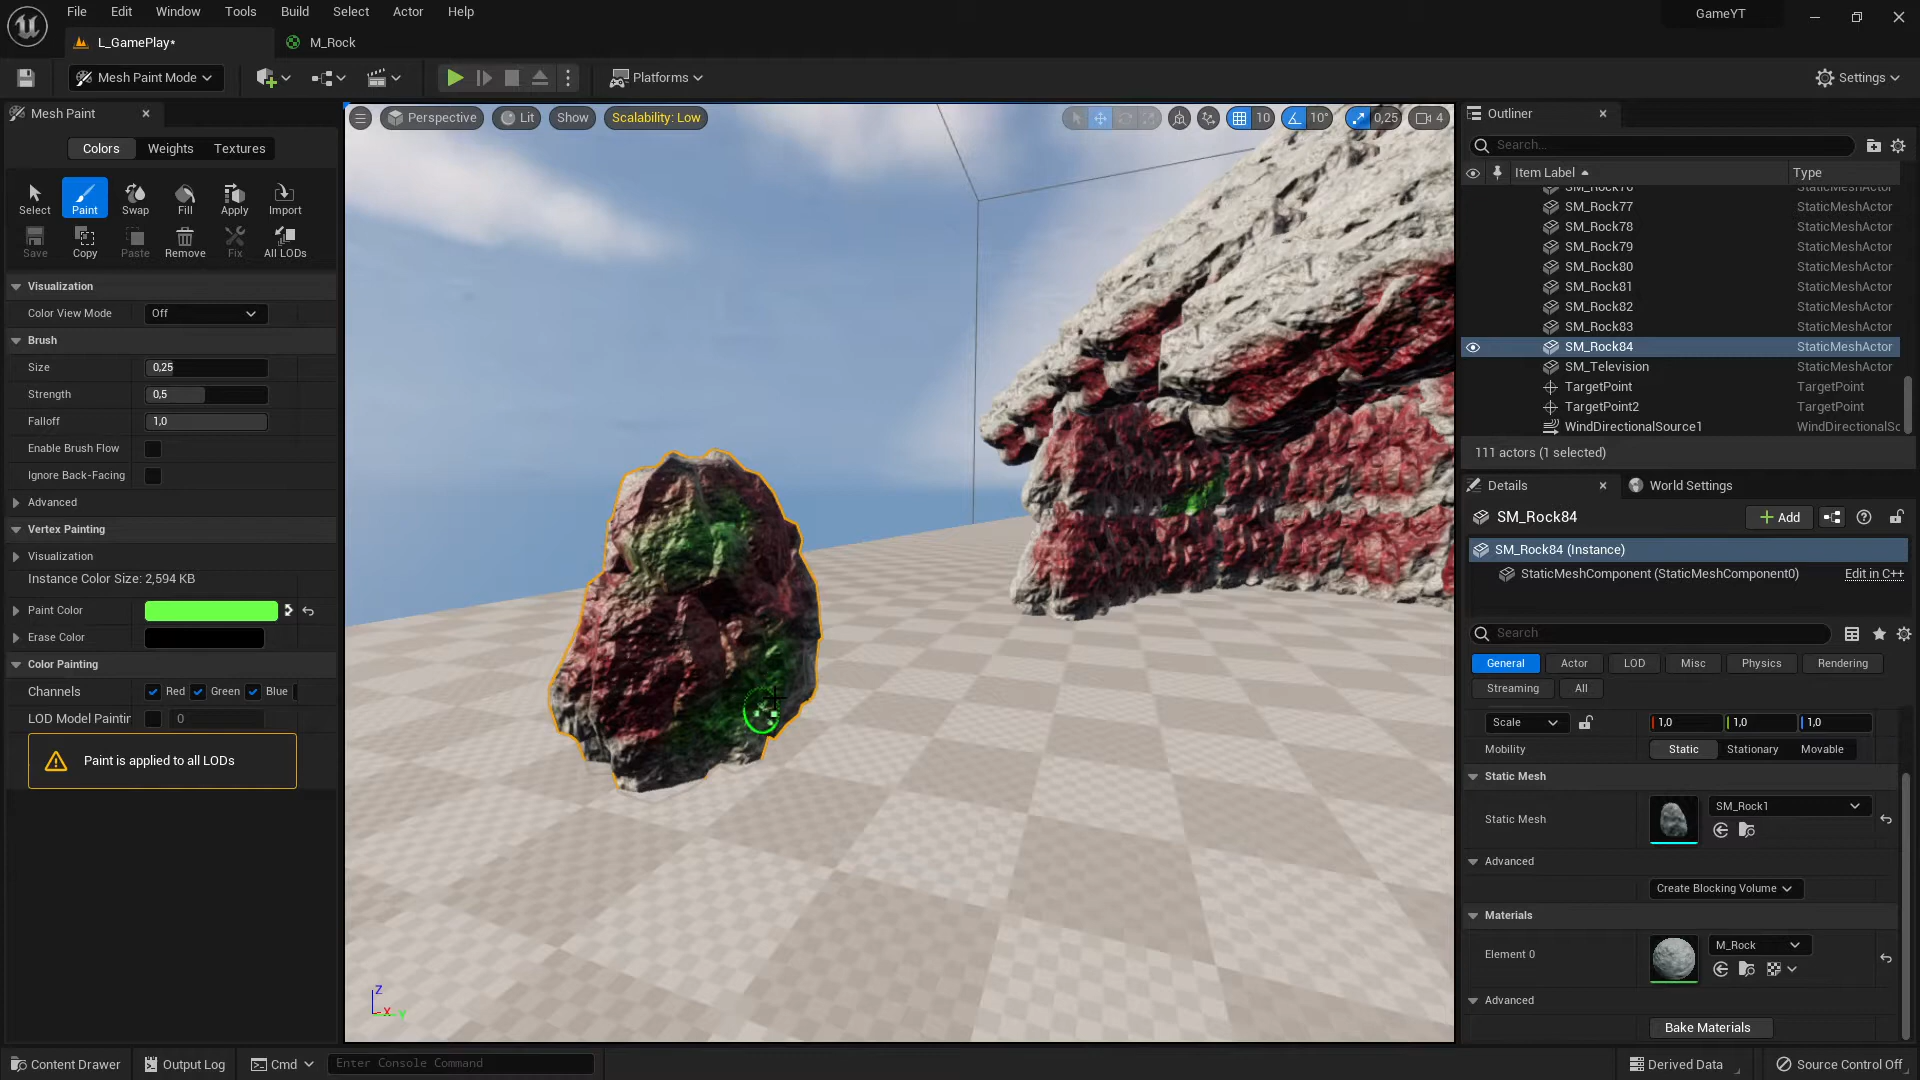 File Edit Window Tools Build Select Actor Help
GameYT
L_GamePlay*
M_Rock
Mesh Paint Mode
Platforms
Settings
Mesh Paint
Colors Weights Textures
Select Paint Swap Fill Apply Import
Save Copy Paste Remove Fix All LODs
Visualization
Color View Mode Off
Brush
Size 0,25
Strength 0,5
Falloff 1,0
Enable Brush Flow
Ignore Back-Facing
Advanced
Vertex Painting
Visualization
Instance Color Size: 2,594 KB
Paint Color
Erase Color
Color Painting
Channels Red Green Blue
LOD Model Paintir 0
Paint is applied to all LODs
Perspective Lit Show Scalability: Low
10 10° 0,25 4
Z
X Y
Outliner
Search...
Item Label Type
StaticMeshActor
SM_Rock77 StaticMeshActor
SM_Rock78 StaticMeshActor
SM_Rock79 StaticMeshActor
SM_Rock80 StaticMeshActor
SM_Rock81 StaticMeshActor
SM_Rock82 StaticMeshActor
SM_Rock83 StaticMeshActor
SM_Rock84 StaticMeshActor
SM_Television StaticMeshActor
TargetPoint TargetPoint
TargetPoint2 TargetPoint
WindDirectionalSource1 WindDirectionalSc
111 actors (1 selected)
Details World Settings
SM_Rock84 Add
SM_Rock84 (Instance)
StaticMeshComponent (StaticMeshComponent0) Edit in C++
Search
General Actor LOD Misc Physics Rendering
Streaming All
Scale 1,0 1,0 1,0
Mobility Static Stationary Movable
Static Mesh
Static Mesh SM_Rock1
Advanced
Create Blocking Volume
Materials
Element 0 M_Rock
Advanced
Bake Materials
Content Drawer Output Log Cmd Enter Console Command
Derived Data Source Control Off